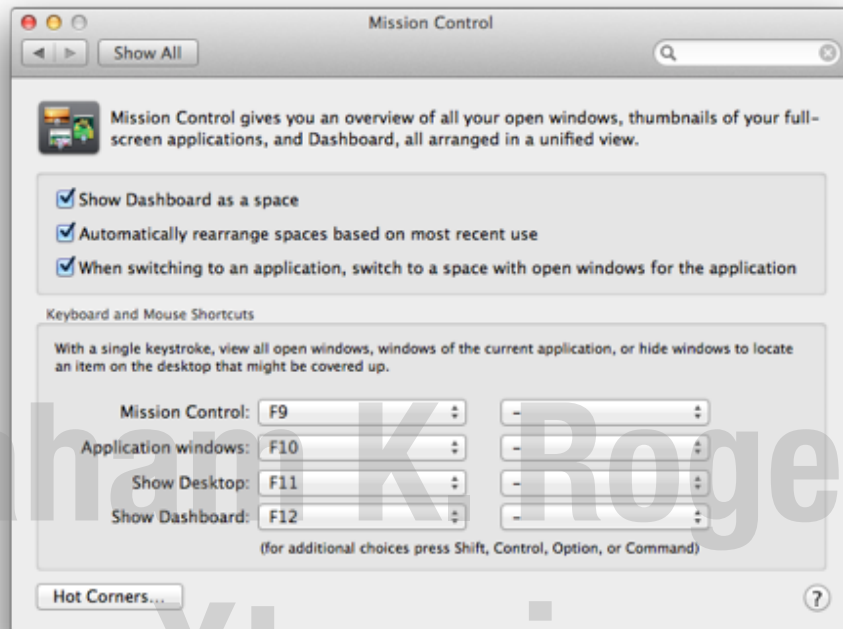 Mission Control
Show All
Mission Control gives you an overview of all your open windows, thumbnails of your full-
screen applications, and Dashboard, all arranged in a unified view.
Show Dashboard as a space
Automatically rearrange spaces based on most recent use
When switching to an application, switch to a space with open windows for the application
Keyboard and Mouse Shortcuts
With a single keystroke, view all open windows, windows of the current application, or hide windows to locate
an item on the desktop that might be covered up.
Mission Control: F9 –
Application windows: F10 –
Show Desktop: F11 –
Show Dashboard: F12 –
(for additional choices press Shift, Control, Option, or Command)
Hot Corners... ?
ham K. Roge